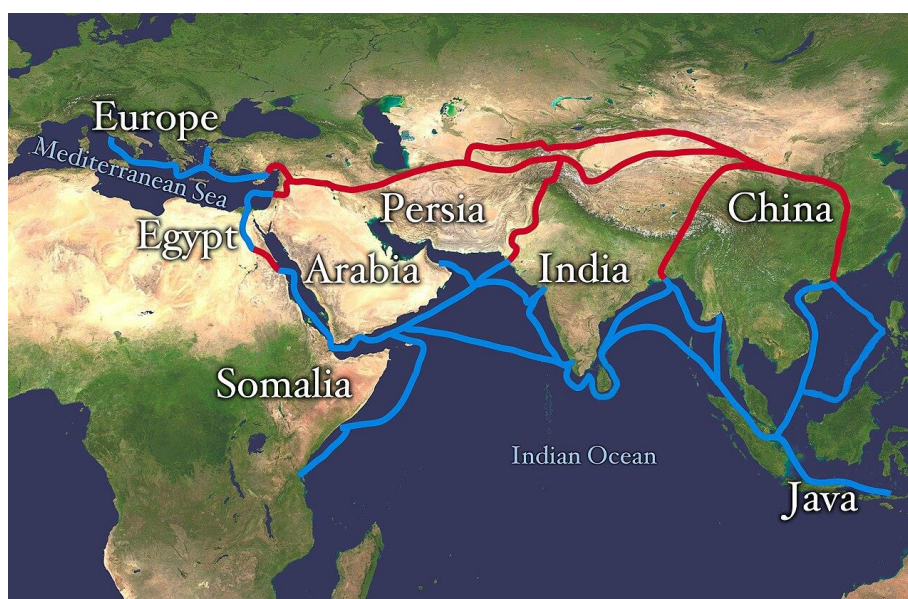 Europe
Mediterranean Sea
Egypt
Persia
Arabia
India
China
Somalia
Indian Ocean
Java